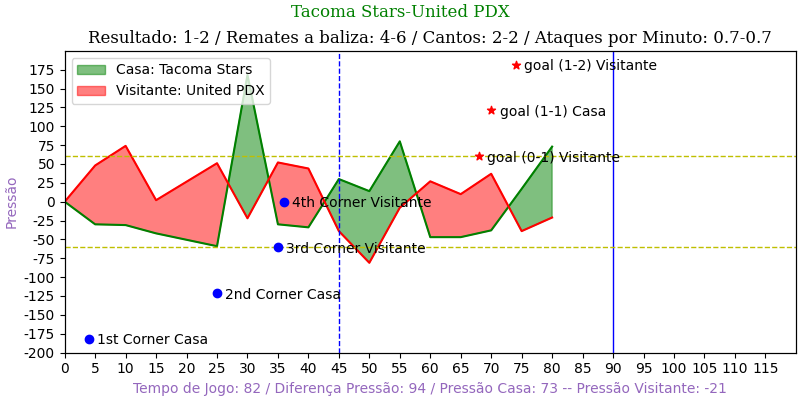 Tacoma Stars-United PDX
Resultado: 1-2 / Remates a baliza: 4-6 / Cantos: 2-2 / Ataques por Minuto: 0.7-0.7
Casa: Tacoma Stars
Visitante: United PDX
goal (1-2) Visitante
goal (1-1) Casa
goal (0-1) Visitante
4th Corner Visitante
3rd Corner Visitante
2nd Corner Casa
1st Corner Casa
Pressão
175
150
125
100
75
50
25
0
-25
-50
-75
-100
-125
-150
-175
-200
0 5 10 15 20 25 30 35 40 45 50 55 60 65 70 75 80 85 90 95 100 105 110 115
Tempo de Jogo: 82 / Diferença Pressão: 94 / Pressão Casa: 73 -- Pressão Visitante: -21